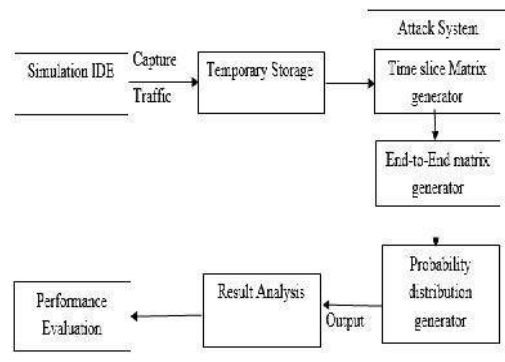 Attack System
Simulation IDE
Capture
Traffic
Temporary Storage
Time slice Matrix
generator
End-to-End matrix
generator
Probability
distribution
generator
Result Analysis
Output
Performance
Evaluation